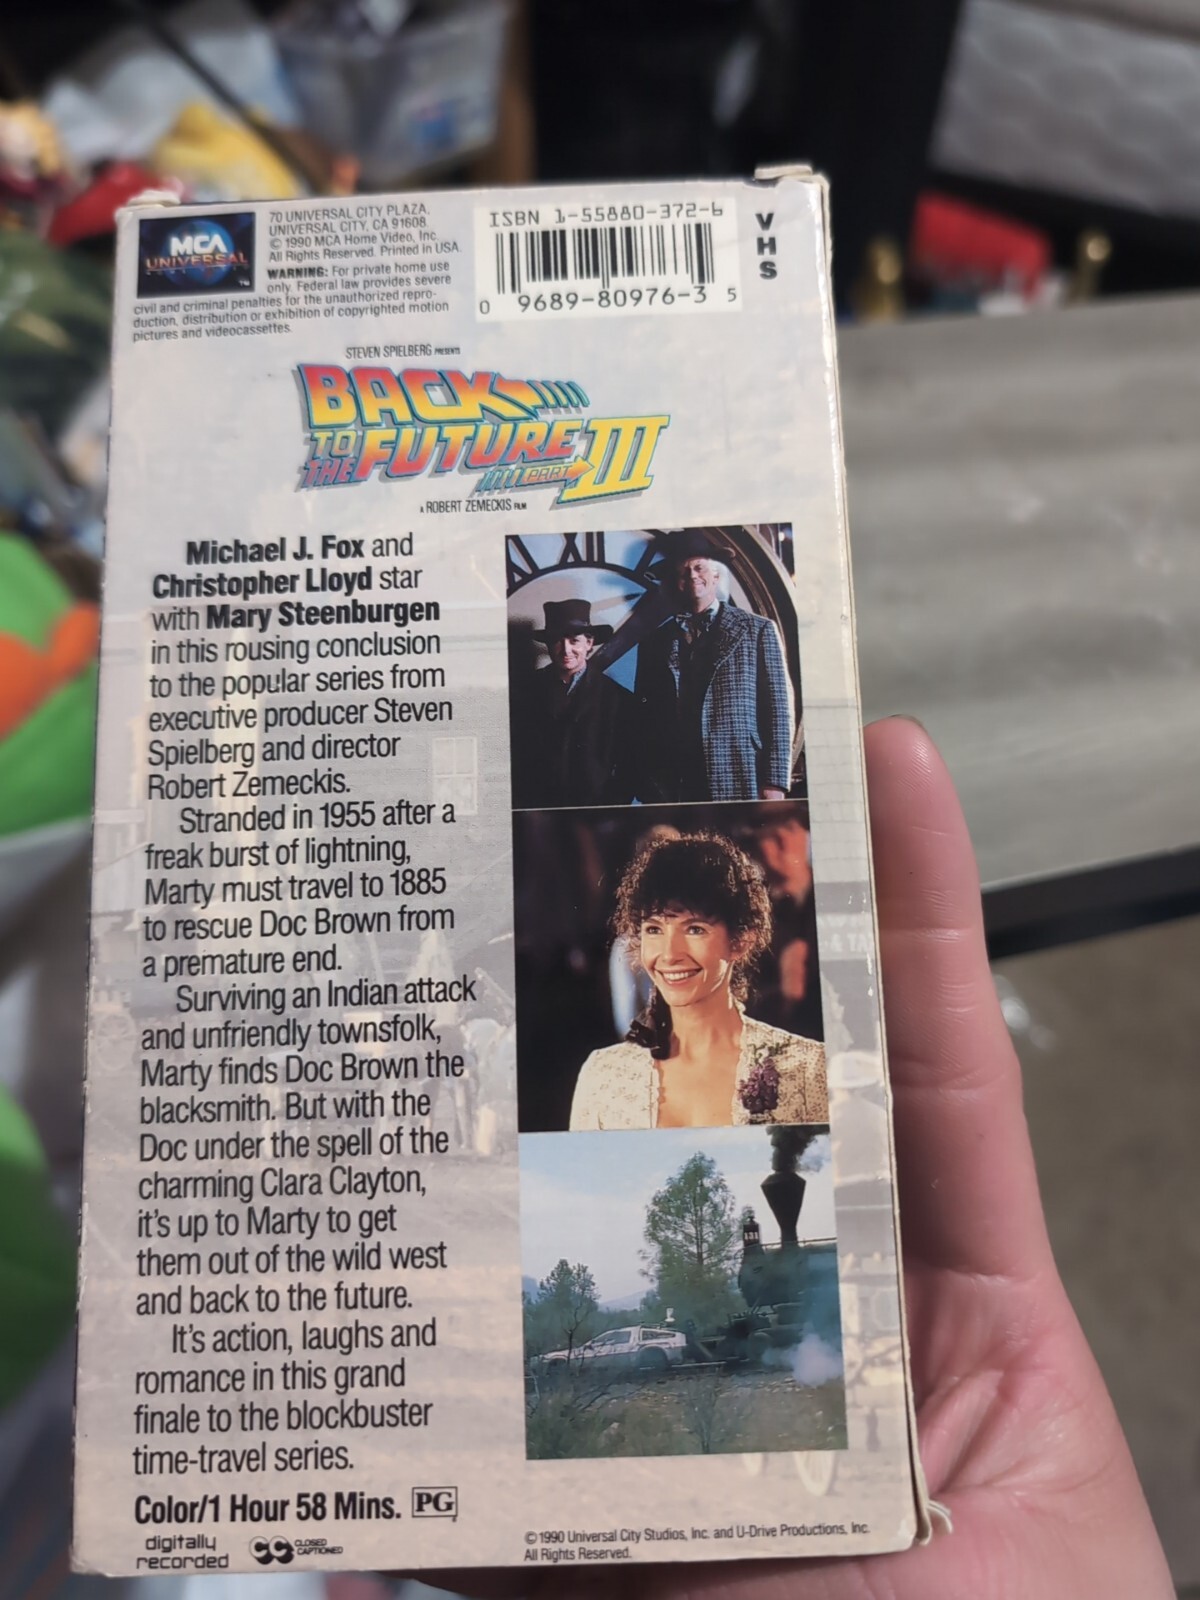 MCA
UNIVERSAL
TM
70 UNIVERSAL CITY PLAZA,
UNIVERSAL CITY, CA 91608.
© 1990 MCA Home Video, Inc.
All Rights Reserved. Printed in USA.
WARNING: For private home use
only. Federal law provides severe
civil and criminal penalties for the unauthorized repro-
duction, distribution or exhibition of copyrighted motion
pictures and videocassettes.
ISBN 1-55880-372-6
0 9689-80976-3 5
VHS
STEVEN SPIELBERG PRESENTS
BACK
TO
THE FUTURE
PART III
A ROBERT ZEMECKIS FILM
Michael J. Fox and
Christopher Lloyd star
with Mary Steenburgen
in this rousing conclusion
to the popular series from
executive producer Steven
Spielberg and director
Robert Zemeckis.
Stranded in 1955 after a
freak burst of lightning,
Marty must travel to 1885
to rescue Doc Brown from
a premature end.
Surviving an Indian attack
and unfriendly townsfolk,
Marty finds Doc Brown the
blacksmith. But with the
Doc under the spell of the
charming Clara Clayton,
it's up to Marty to get
them out of the wild west
and back to the future.
It's action, laughs and
romance in this grand
finale to the blockbuster
time-travel series.
XII
131
Color/1 Hour 58 Mins. PG
digitally
recorded
CC CLOSED
CAPTIONED
© 1990 Universal City Studios, Inc. and U-Drive Productions, Inc.
All Rights Reserved.